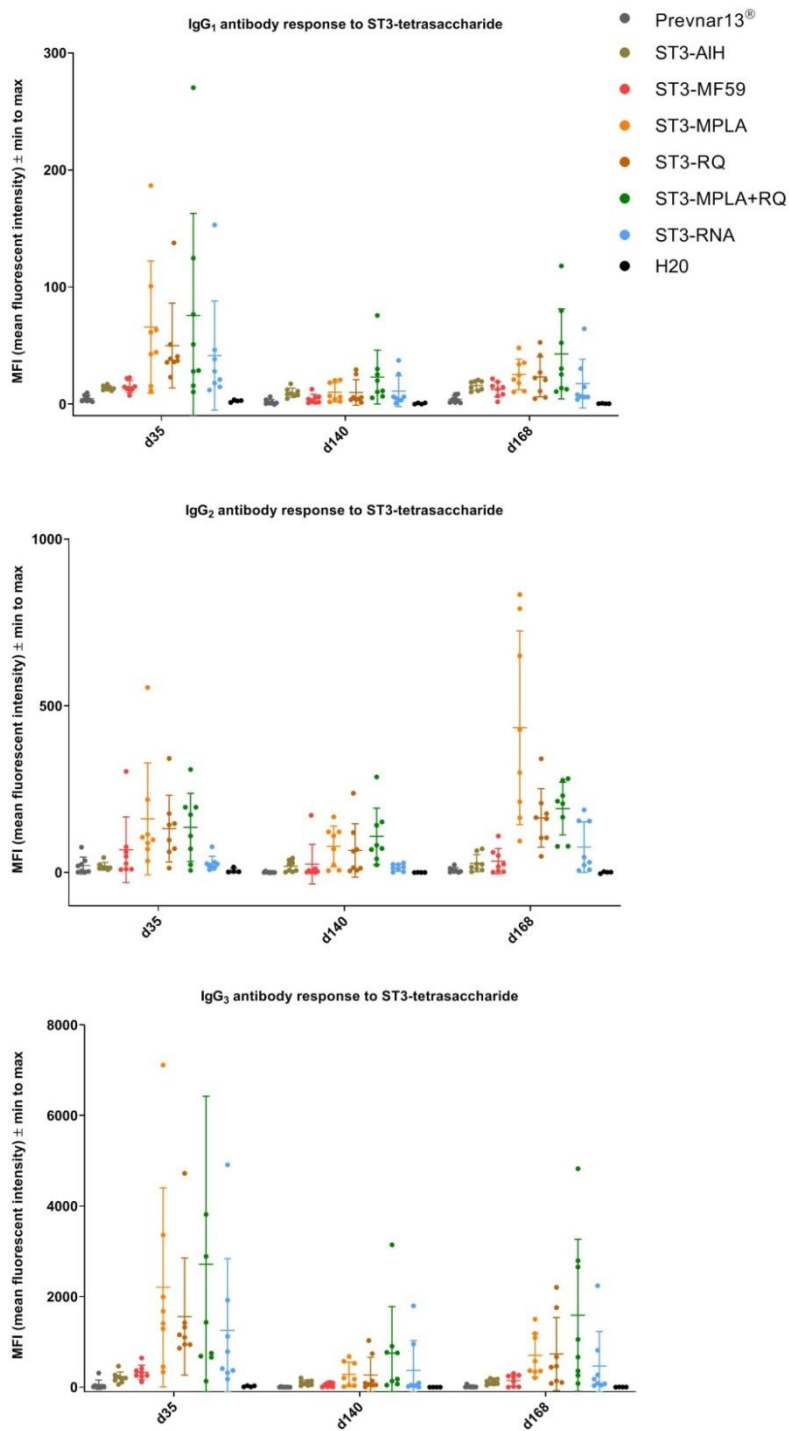 IgG1 antibody response to ST3-tetrasaccharide
MFI (mean fluorescent intensity) ± min to max
300
200
100
0
d35
d140
d168
Prevnar13®
ST3-AlH
ST3-MF59
ST3-MPLA
ST3-RQ
ST3-MPLA+RQ
ST3-RNA
H20
IgG2 antibody response to ST3-tetrasaccharide
MFI (mean fluorescent intensity) ± min to max
1000
500
0
d35
d140
d168
IgG3 antibody response to ST3-tetrasaccharide
MFI (mean fluorescent intensity) ± min to max
8000
6000
4000
2000
0
d35
d140
d168